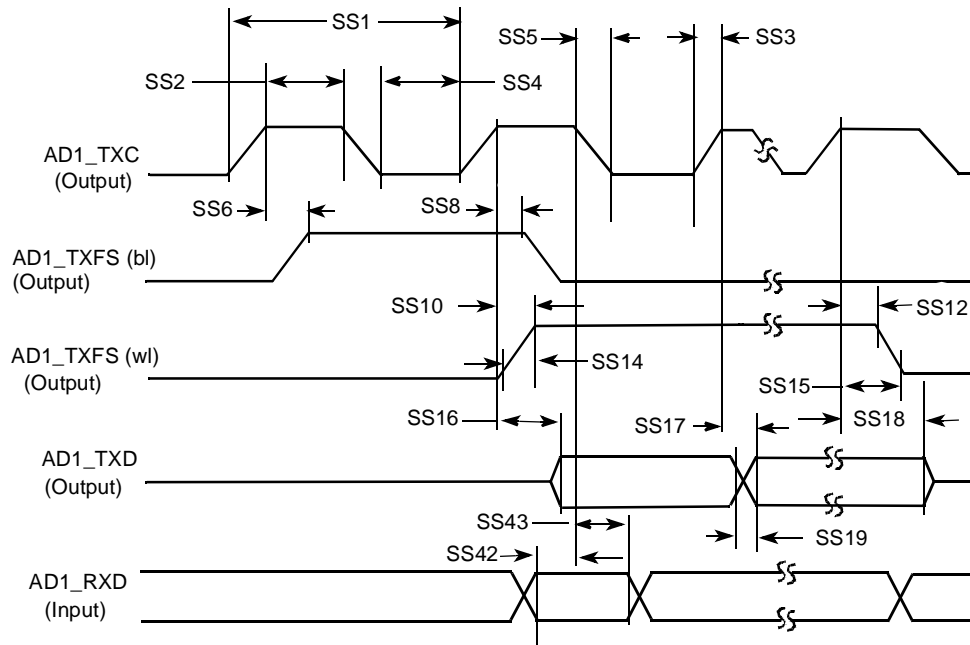 SS1
SS5
SS3
SS2
SS4
AD1_TXC
(Output)
SS6
SS8
AD1_TXFS (bl)
(Output)
SS10
SS12
AD1_TXFS (wl)
(Output)
SS14
SS15
SS16
SS17
SS18
AD1_TXD
(Output)
SS43
SS19
SS42
AD1_RXD
(Input)